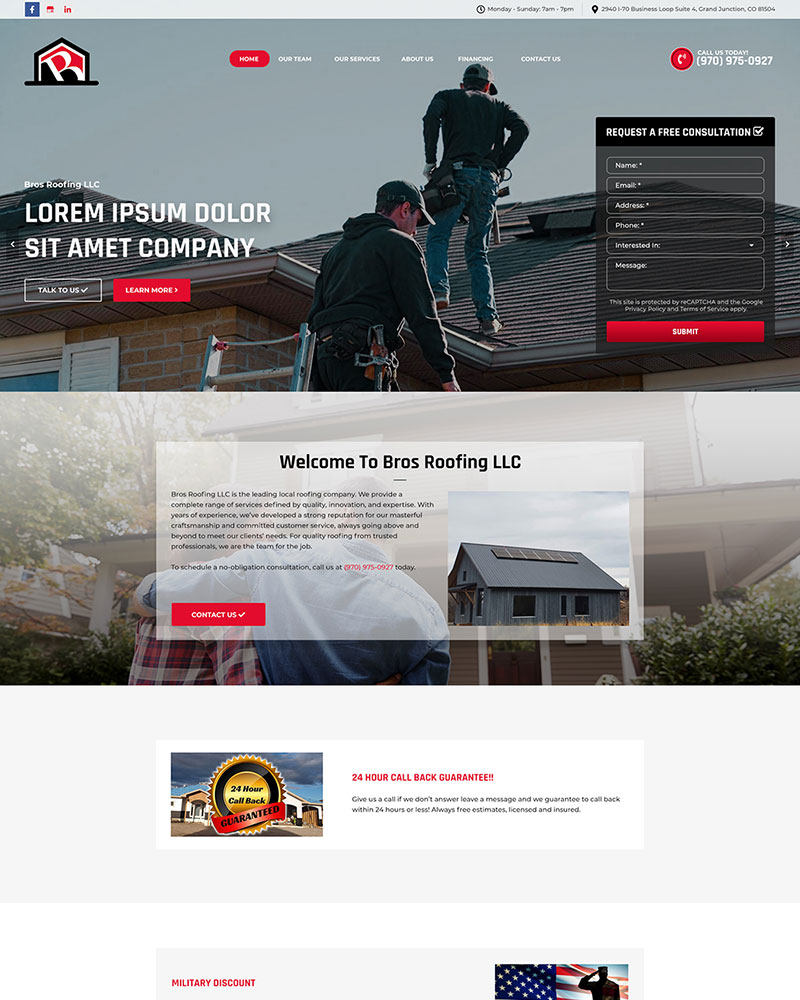 Monday - Sunday: 7am - 7pm
2940 I-70 Business Loop Suite 4, Grand Junction, CO 81504
HOME
OUR TEAM
OUR SERVICES
ABOUT US
FINANCING
CONTACT US
CALL US TODAY!
(970) 975-0927
REQUEST A FREE CONSULTATION
Name: *
Email: *
Address: *
Phone: *
Interested In:
Message:
This site is protected by reCAPTCHA and the Google
Privacy Policy and Terms of Service apply.
SUBMIT
Bros Roofing LLC
LOREM IPSUM DOLOR
SIT AMET COMPANY
TALK TO US
LEARN MORE
Welcome To Bros Roofing LLC
Bros Roofing LLC is the leading local roofing company. We provide a
complete range of services defined by quality, innovation, and expertise. With
years of experience, we've developed a strong reputation for our masterful
craftsmanship and committed customer service, always going above and
beyond to meet our clients' needs. For quality roofing from trusted
professionals, we are the team for the job.
To schedule a no-obligation consultation, call us at (970) 975-0927 today.
CONTACT US
24 Hour
Call Back
GUARANTEED
24 HOUR CALL BACK GUARANTEE!!
Give us a call if we don't answer leave a message and we guarantee to call back
within 24 hours or less! Always free estimates, licensed and insured.
MILITARY DISCOUNT